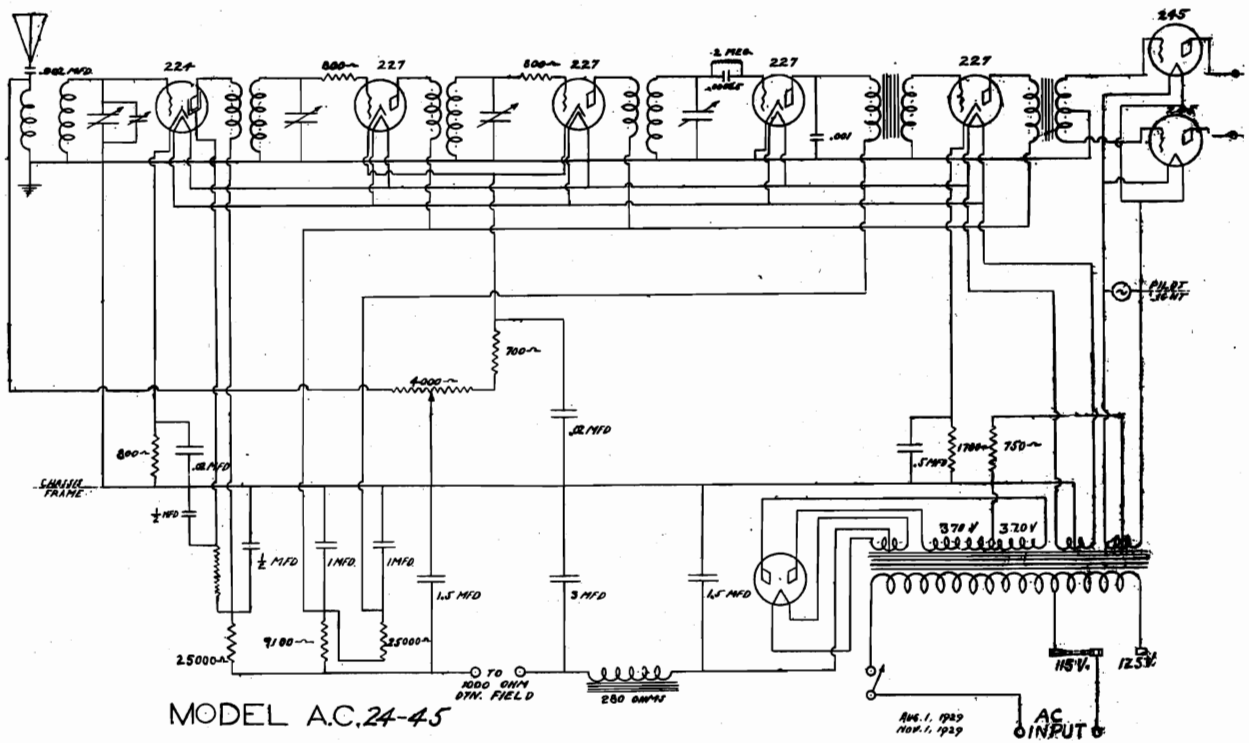 .002 MFD.
224
800~
227
800~
227
2 MEG.
.00025
227
.001
227
245
245
PILOT
LIGHT
700~
4000~
.02 MFD
800~
.02 MFD
.5 MFD
1700~
750~
CHASSIS
FRAME
½ MFD
½ MFD
1 MFD.
1 MFD.
1.5 MFD
3 MFD
1.5 MFD
370 V
320 V
25000~
9100~
25000~
TO
1000 OHM
DYN. FIELD
280 OHMS
115 V.
125 V.
MODEL A.C. 24-45
AUG. 1, 1929
NOV. 1, 1929
AC
INPUT